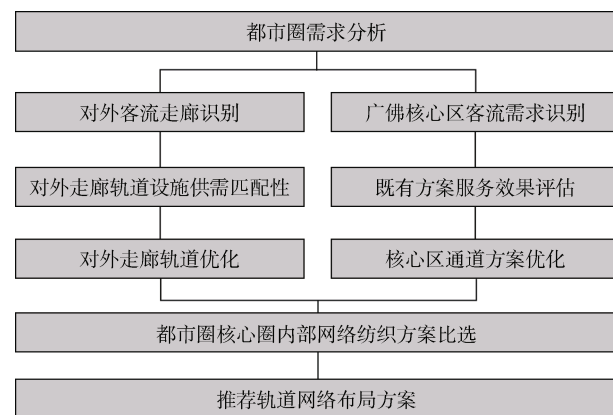 都市圈需求分析
对外客流走廊识别
广佛核心区客流需求识别
对外走廊轨道设施供需匹配性
既有方案服务效果评估
对外走廊轨道优化
核心区通道方案优化
都市圈核心圈内部网络纺织方案比选
推荐轨道网络布局方案